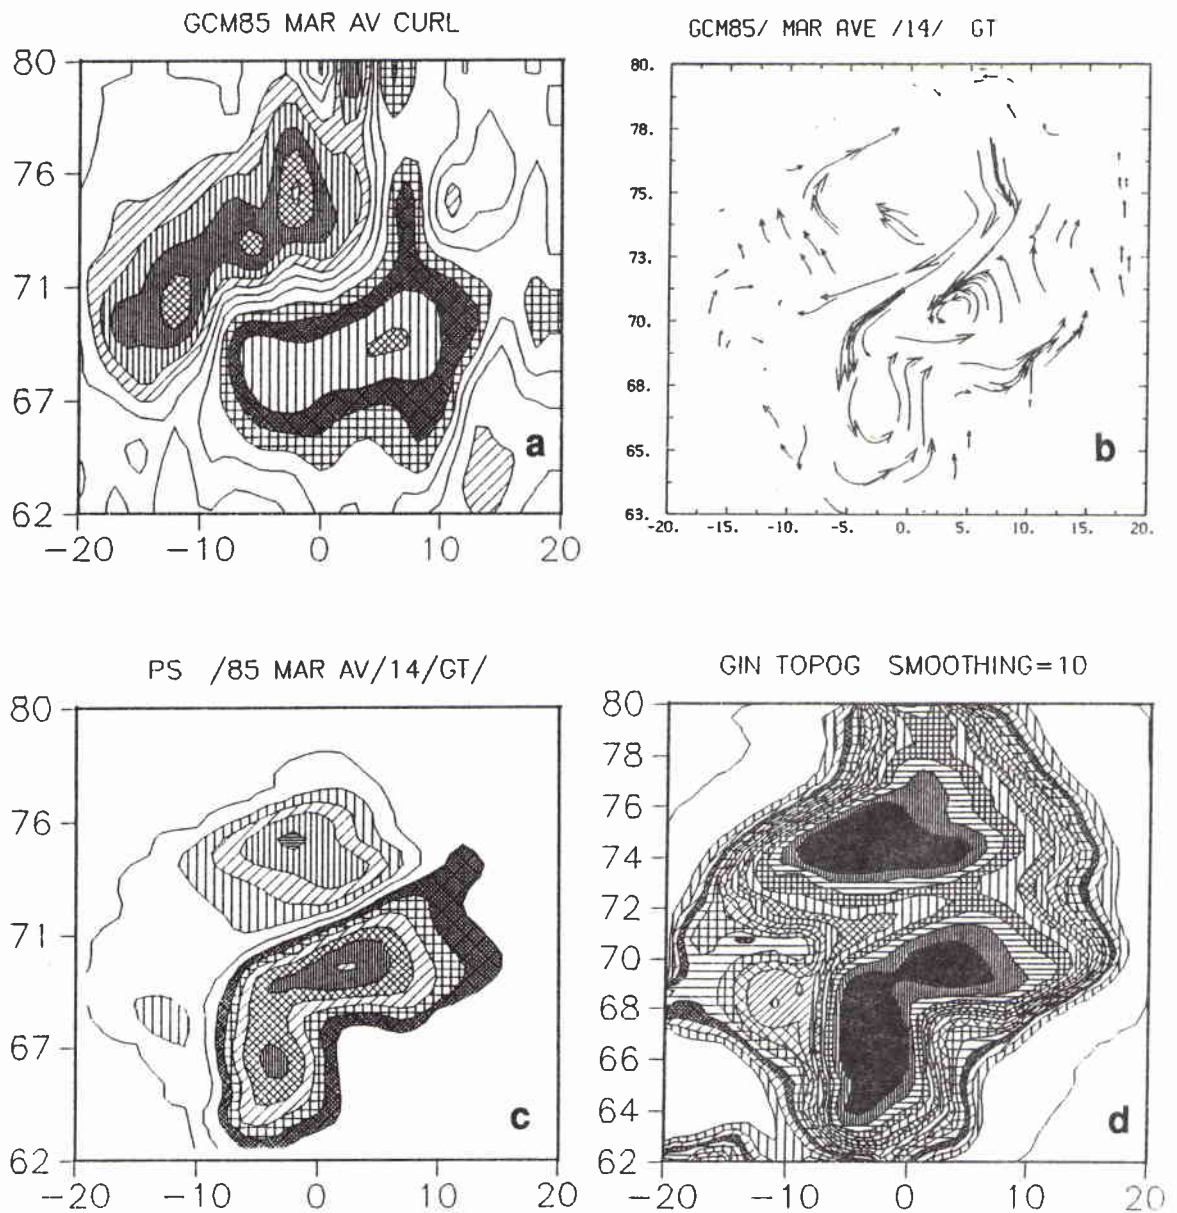 GCM85 MAR AV CURL
80
76
71
67
62
-20 -10 0 10 20
a
GCM85/ MAR AVE /14/ GT
80.
78.
75.
73.
70.
68.
65.
63.
-20. -15. -10. -5. 0. 5. 10. 15. 20.
b
PS /85 MAR AV/14/GT/
80
76
71
67
62
-20 -10 0 10 20
c
GIN TOPOG SMOOTHING=10
80
78
76
74
72
70
68
66
64
62
-20 -10 0 10 20
d